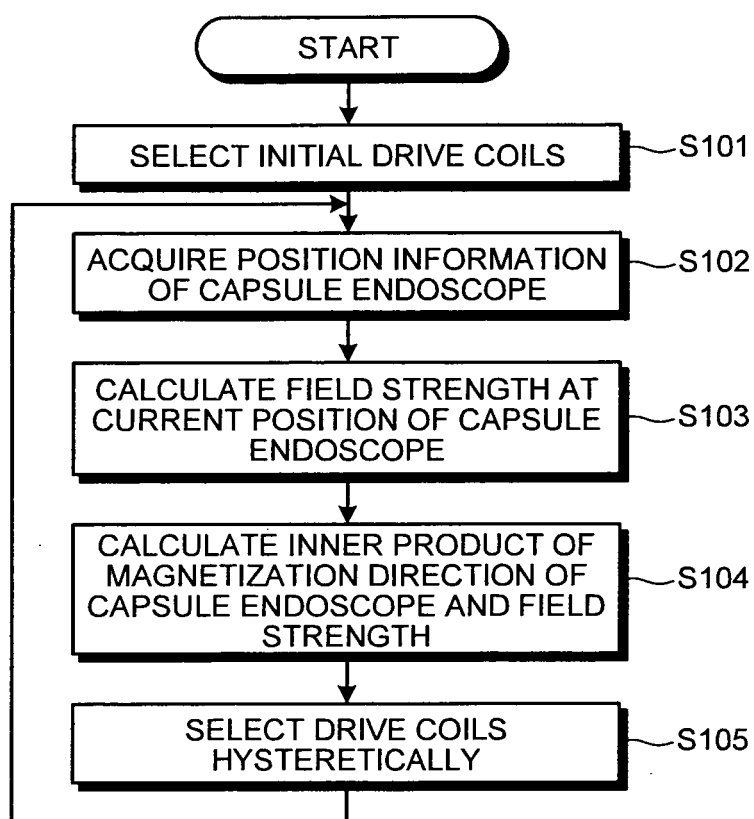 START
SELECT INITIAL DRIVE COILS
S101
ACQUIRE POSITION INFORMATION
OF CAPSULE ENDOSCOPE
S102
CALCULATE FIELD STRENGTH AT
CURRENT POSITION OF CAPSULE
ENDOSCOPE
S103
CALCULATE INNER PRODUCT OF
MAGNETIZATION DIRECTION OF
CAPSULE ENDOSCOPE AND FIELD
STRENGTH
S104
SELECT DRIVE COILS
HYSTERETICALLY
S105